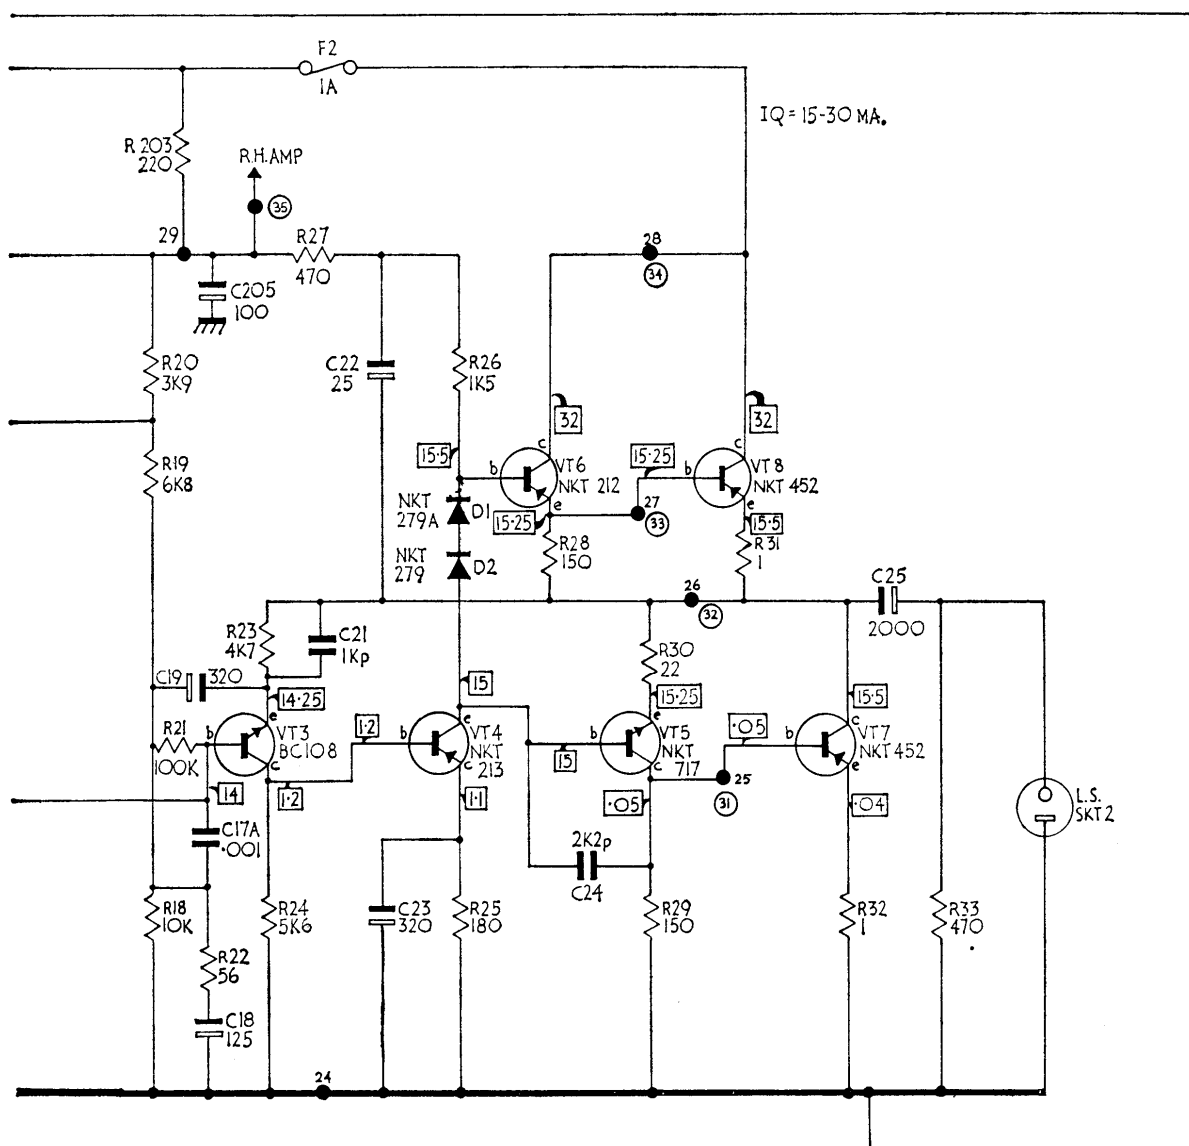 F2
1A
IQ = 15-30 MA.
R 203
220
R.H. AMP
35
29
R27
470
28
34
C205
100
R20
3K9
C22
25
R26
1K5
32
32
R19
6K8
15.5
b
c
VT6
NKT 212
e
15.25
b
c
VT8
NKT 452
e
NKT
279A
D1
15.25
27
33
15.5
R28
150
R31
1
NKT
279
D2
26
32
C25
2000
R23
4K7
C21
1Kp
R30
22
C19
320
14.25
15
15.25
15.5
R21
100K
b
e
VT3
BC108
c
1.2
b
e
VT4
NKT
213
c
b
e
VT5
NKT
717
c
.05
b
c
VT7
NKT 452
e
14
1.2
1.1
15
.05
25
31
.04
L.S.
SKT 2
C17A
.001
2K2p
C24
R18
10K
R24
5K6
C23
320
R25
180
R29
150
R32
1
R33
470
R22
56
C18
125
24